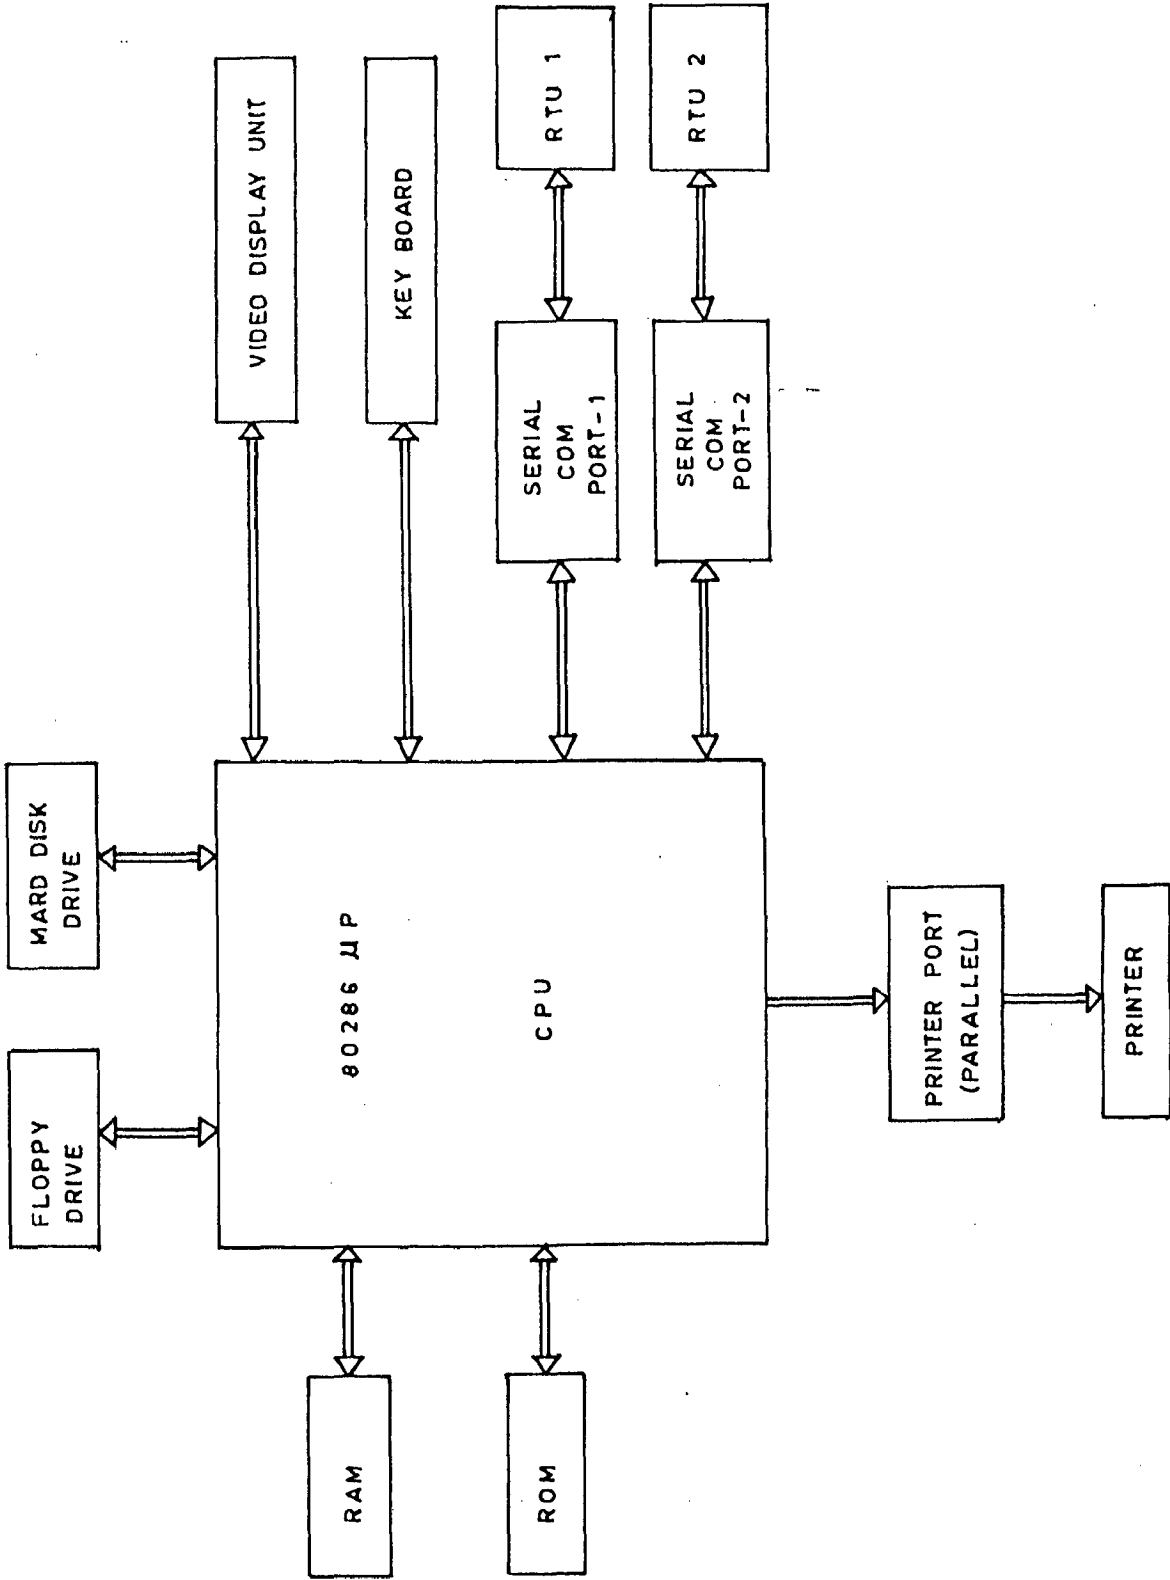 FLOPPY
DRIVE
MARD DISK
DRIVE
VIDEO DISPLAY UNIT
KEY BOARD
RAM
80286 µP
CPU
ROM
SERIAL
COM
PORT-1
RTU 1
SERIAL
COM
PORT-2
RTU 2
PRINTER PORT
(PARALLEL)
PRINTER